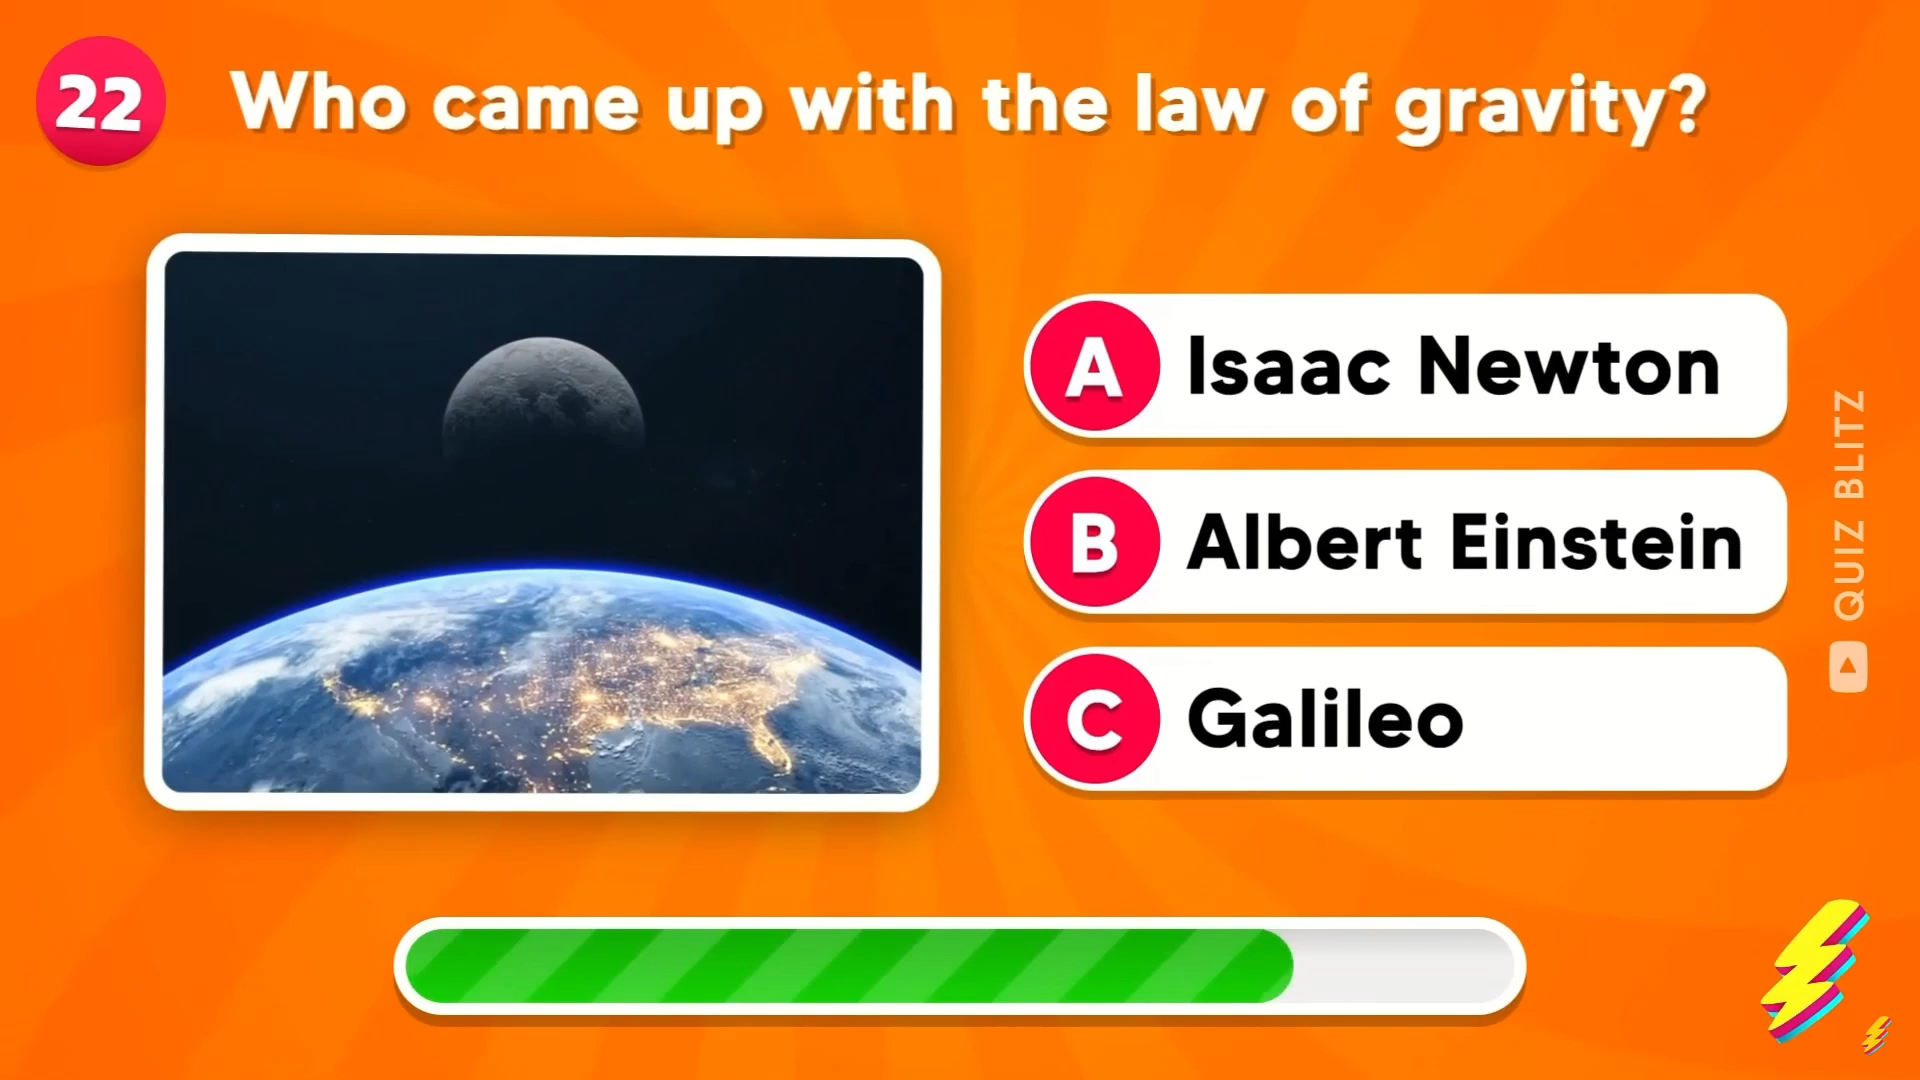 22
Who came up with the law of gravity?
A Isaac Newton
B Albert Einstein
C Galileo
QUIZ BLITZ